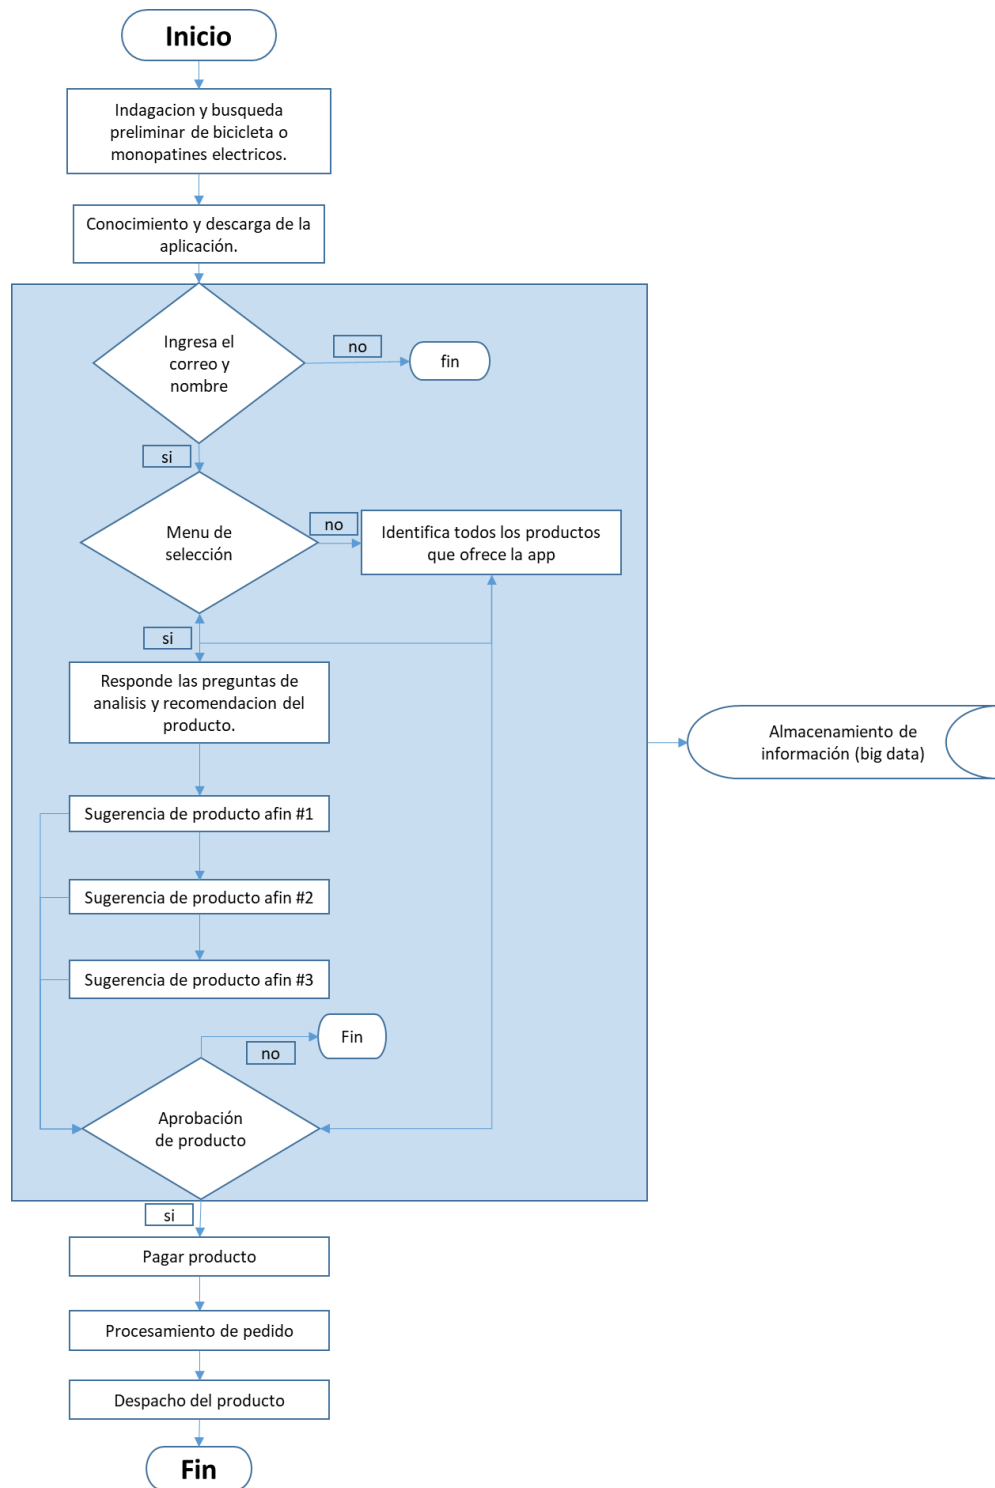 Inicio
Indagacion y busqueda
preliminar de bicicleta o
monopatines electricos.
Conocimiento y descarga de la
aplicación.
Ingresa el
correo y
nombre
no
fin
si
Menu de
selección
no
Identifica todos los productos
que ofrece la app
si
Responde las preguntas de
analisis y recomendacion del
producto.
Almacenamiento de
información (big data)
Sugerencia de producto afin #1
Sugerencia de producto afin #2
Sugerencia de producto afin #3
Fin
no
Aprobación
de producto
si
Pagar producto
Procesamiento de pedido
Despacho del producto
Fin